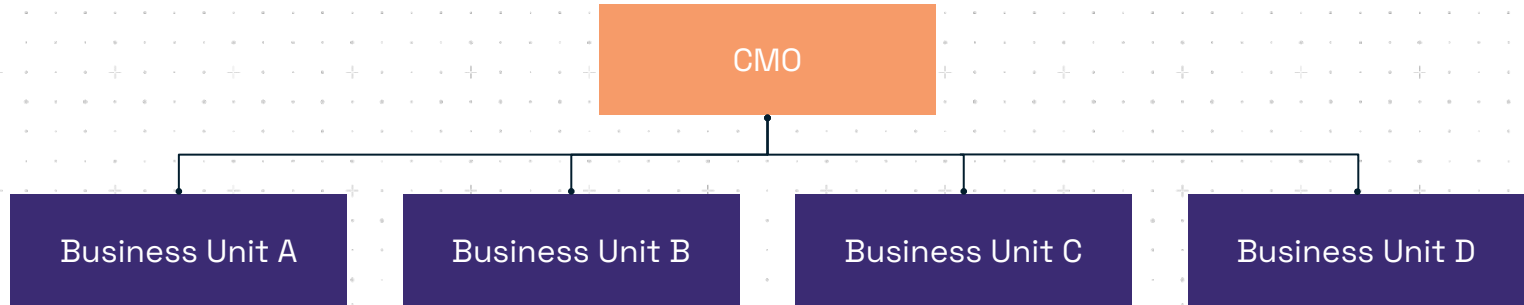 CMO
Business Unit A
Business Unit B
Business Unit C
Business Unit D